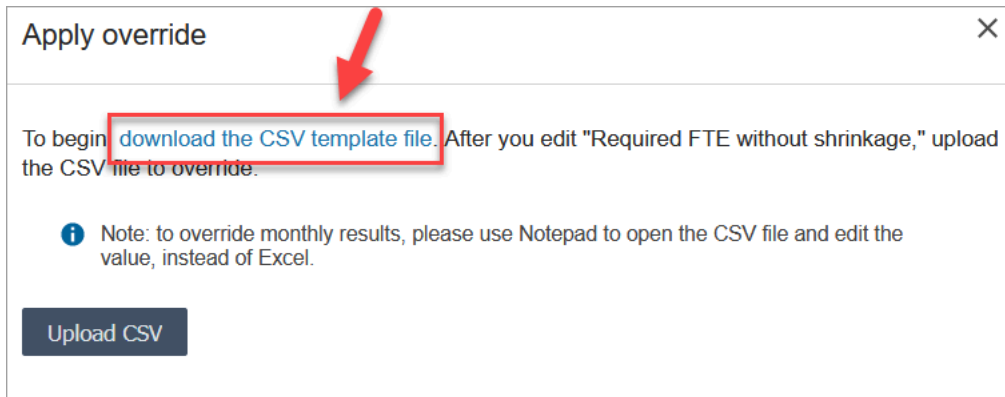 Apply override
To begin, download the CSV template file. After you edit "Required FTE without shrinkage," upload
the CSV file to override.
Note: to override monthly results, please use Notepad to open the CSV file and edit the
value, instead of Excel.
Upload CSV